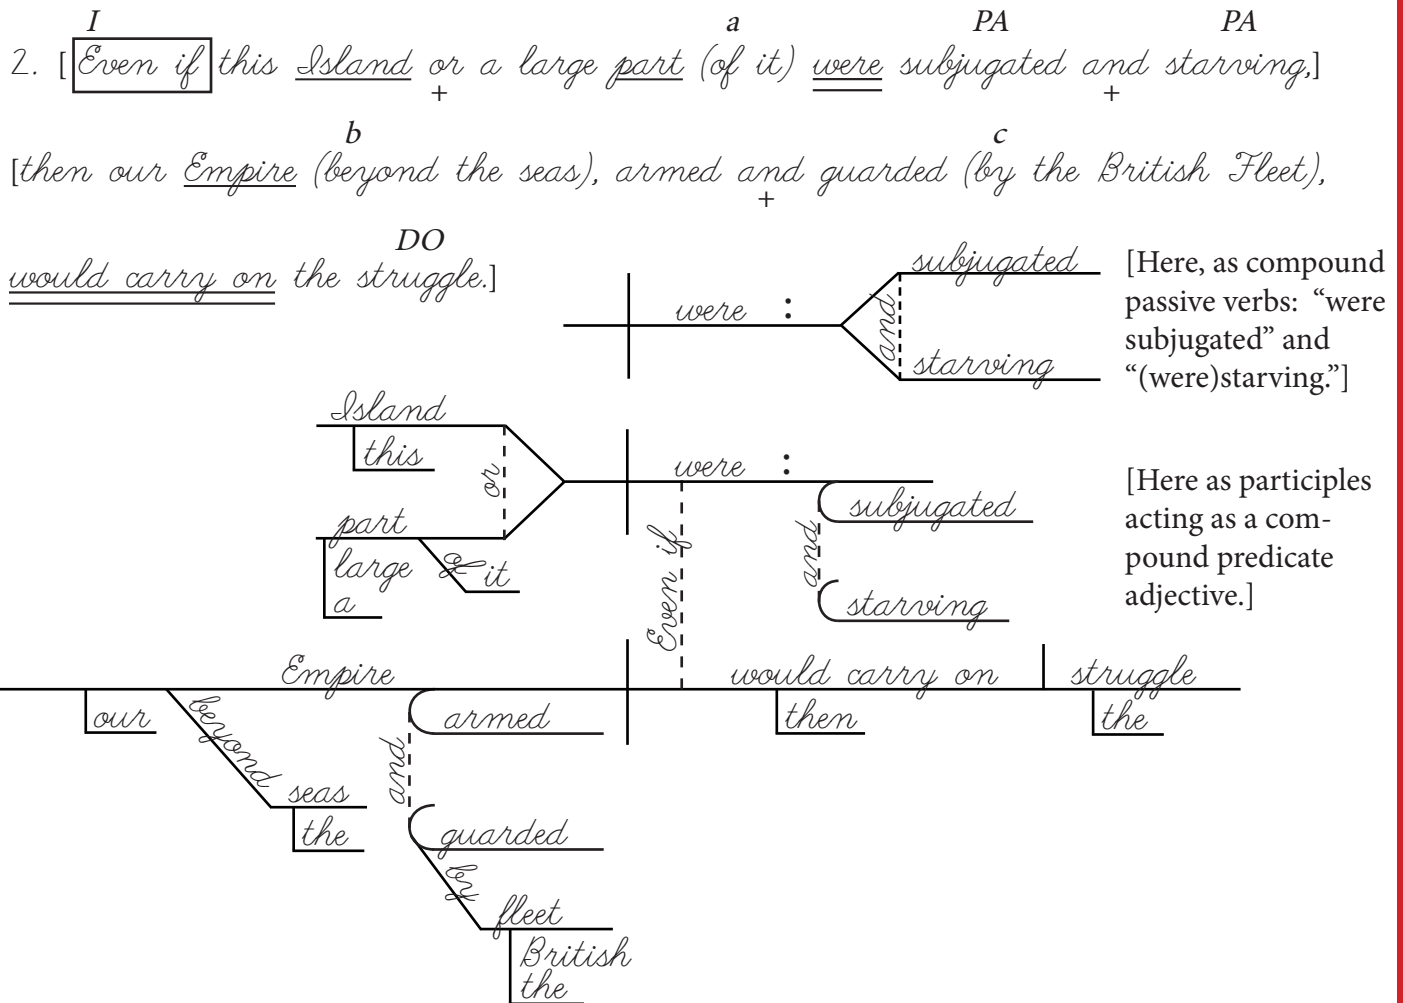 I a PA PA
2. [Even if this Island or a large part (of it) were subjugated and starving,]
+ +
b c
[then our Empire (beyond the seas), armed and guarded (by the British Fleet),
+
DO
would carry on the struggle.]
subjugated
were :
and
starving
[Here, as compound
passive verbs: “were
subjugated” and
“(were)starving.”]
Island
this
or
part
large
a
of it
were :
subjugated
and
starving
Even if
[Here as participles
acting as a com-
pound predicate
adjective.]
Empire would carry on struggle
our
beyond
seas
the
armed
and
guarded
by
fleet
British
the
then
the